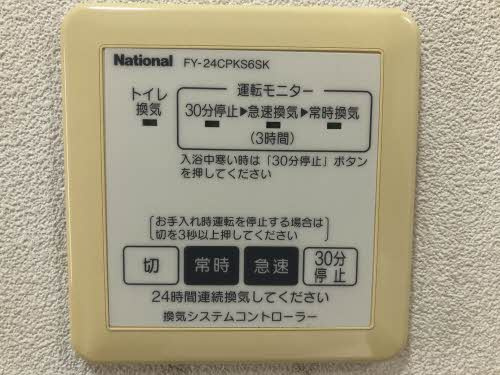 National FY-24CPKS6SK
トイレ
換気
運転モニター
30分停止▶急速換気▶常時換気
(3時間)
入浴中寒い時は「30分停止」ボタン
を押してください
お手入れ時運転を停止する場合は
切を3秒以上押してください
切 常時 急速 30分停止
24時間連続換気してください
換気システムコントローラー